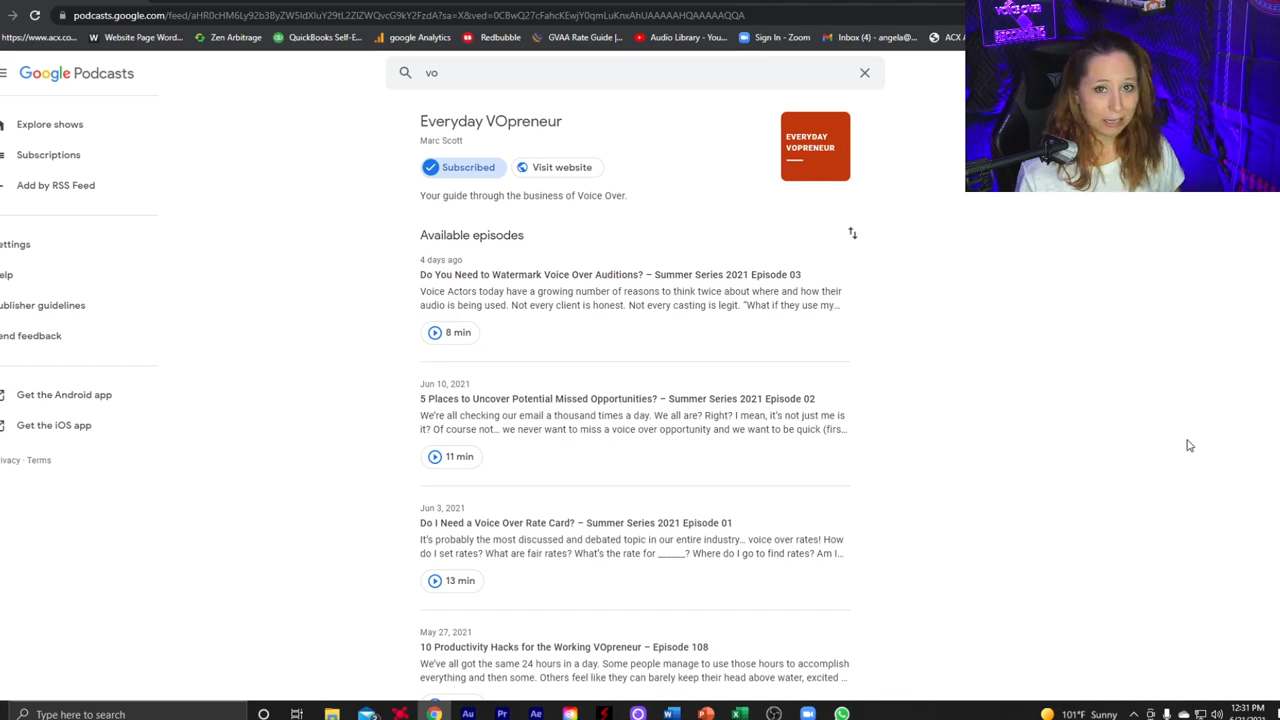 podcasts.google.com/feed/aHR0cHM6Ly92b3ByZW5ldXIuY29tL2ZlZWQvcG9kY2FzdA?sa=X&ved=0CBwQ27cFahcKEwjY0qmLuKnxAhUAAAAAHQAAAAAQQA
https://www.acx.co...
Website Page Word...
Zen Arbitrage
QuickBooks Self-E...
google Analytics
Redbubble
GVAA Rate Guide |...
Audio Library - You...
Sign In - Zoom
Inbox (4) - angela@...
ACX
VOICE OVER
RECORDING
Google Podcasts
vo
Explore shows
Subscriptions
Add by RSS Feed
ettings
elp
ublisher guidelines
end feedback
Get the Android app
Get the iOS app
ivacy · Terms
Everyday VOpreneur
Marc Scott
Subscribed
Visit website
EVERYDAY
VOPRENEUR
Your guide through the business of Voice Over.
Available episodes
4 days ago
Do You Need to Watermark Voice Over Auditions? – Summer Series 2021 Episode 03
Voice Actors today have a growing number of reasons to think twice about where and how their
audio is being used. Not every client is honest. Not every casting is legit. "What if they use my...
8 min
Jun 10, 2021
5 Places to Uncover Potential Missed Opportunities? – Summer Series 2021 Episode 02
We're all checking our email a thousand times a day. We all are? Right? I mean, it's not just me is
it? Of course not... we never want to miss a voice over opportunity and we want to be quick (firs...
11 min
Jun 3, 2021
Do I Need a Voice Over Rate Card? – Summer Series 2021 Episode 01
It's probably the most discussed and debated topic in our entire industry... voice over rates! How
do I set rates? What are fair rates? What's the rate for ______? Where do I go to find rates? Am I...
13 min
May 27, 2021
10 Productivity Hacks for the Working VOpreneur – Episode 108
We've all got the same 24 hours in a day. Some people manage to use those hours to accomplish
everything and then some. Others feel like they can barely keep their head above water, excited ...
Type here to search
101°F Sunny
12:31 PM